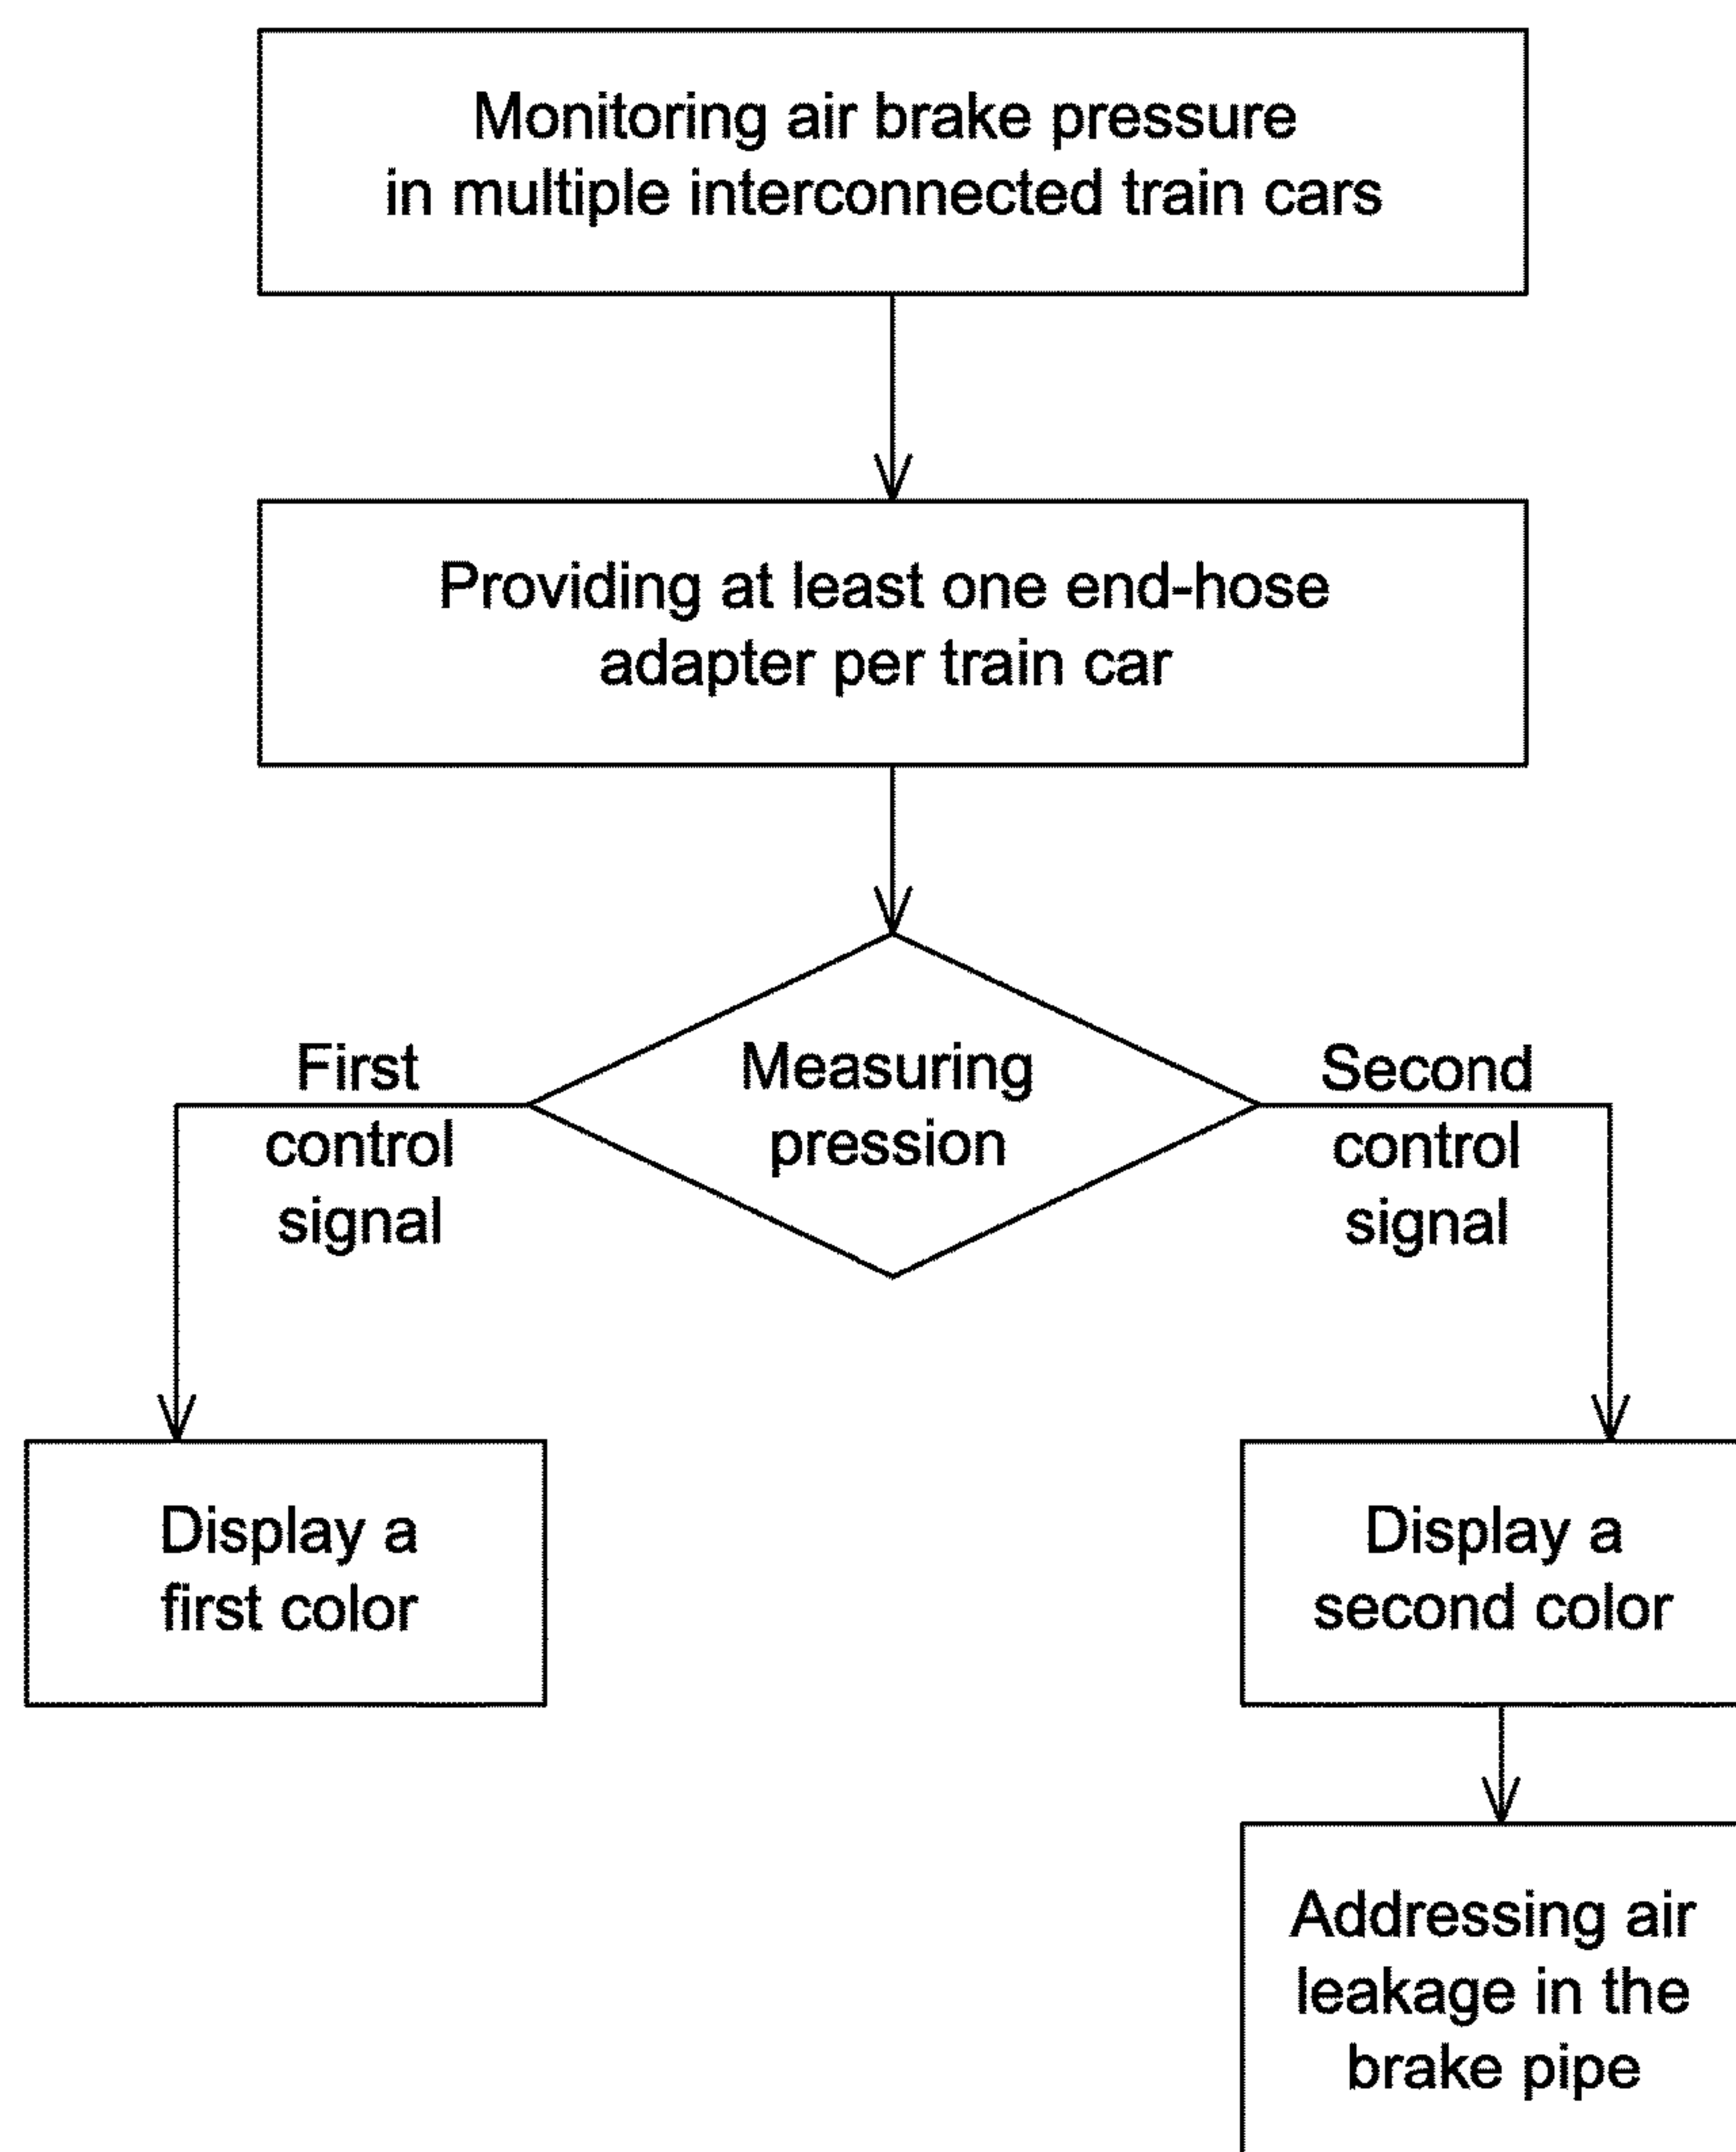 Monitoring air brake pressure
in multiple interconnected train cars
Providing at least one end-hose
adapter per train car
Measuring
pression
First
control
signal
Second
control
signal
Display a
first color
Display a
second color
Addressing air
leakage in the
brake pipe